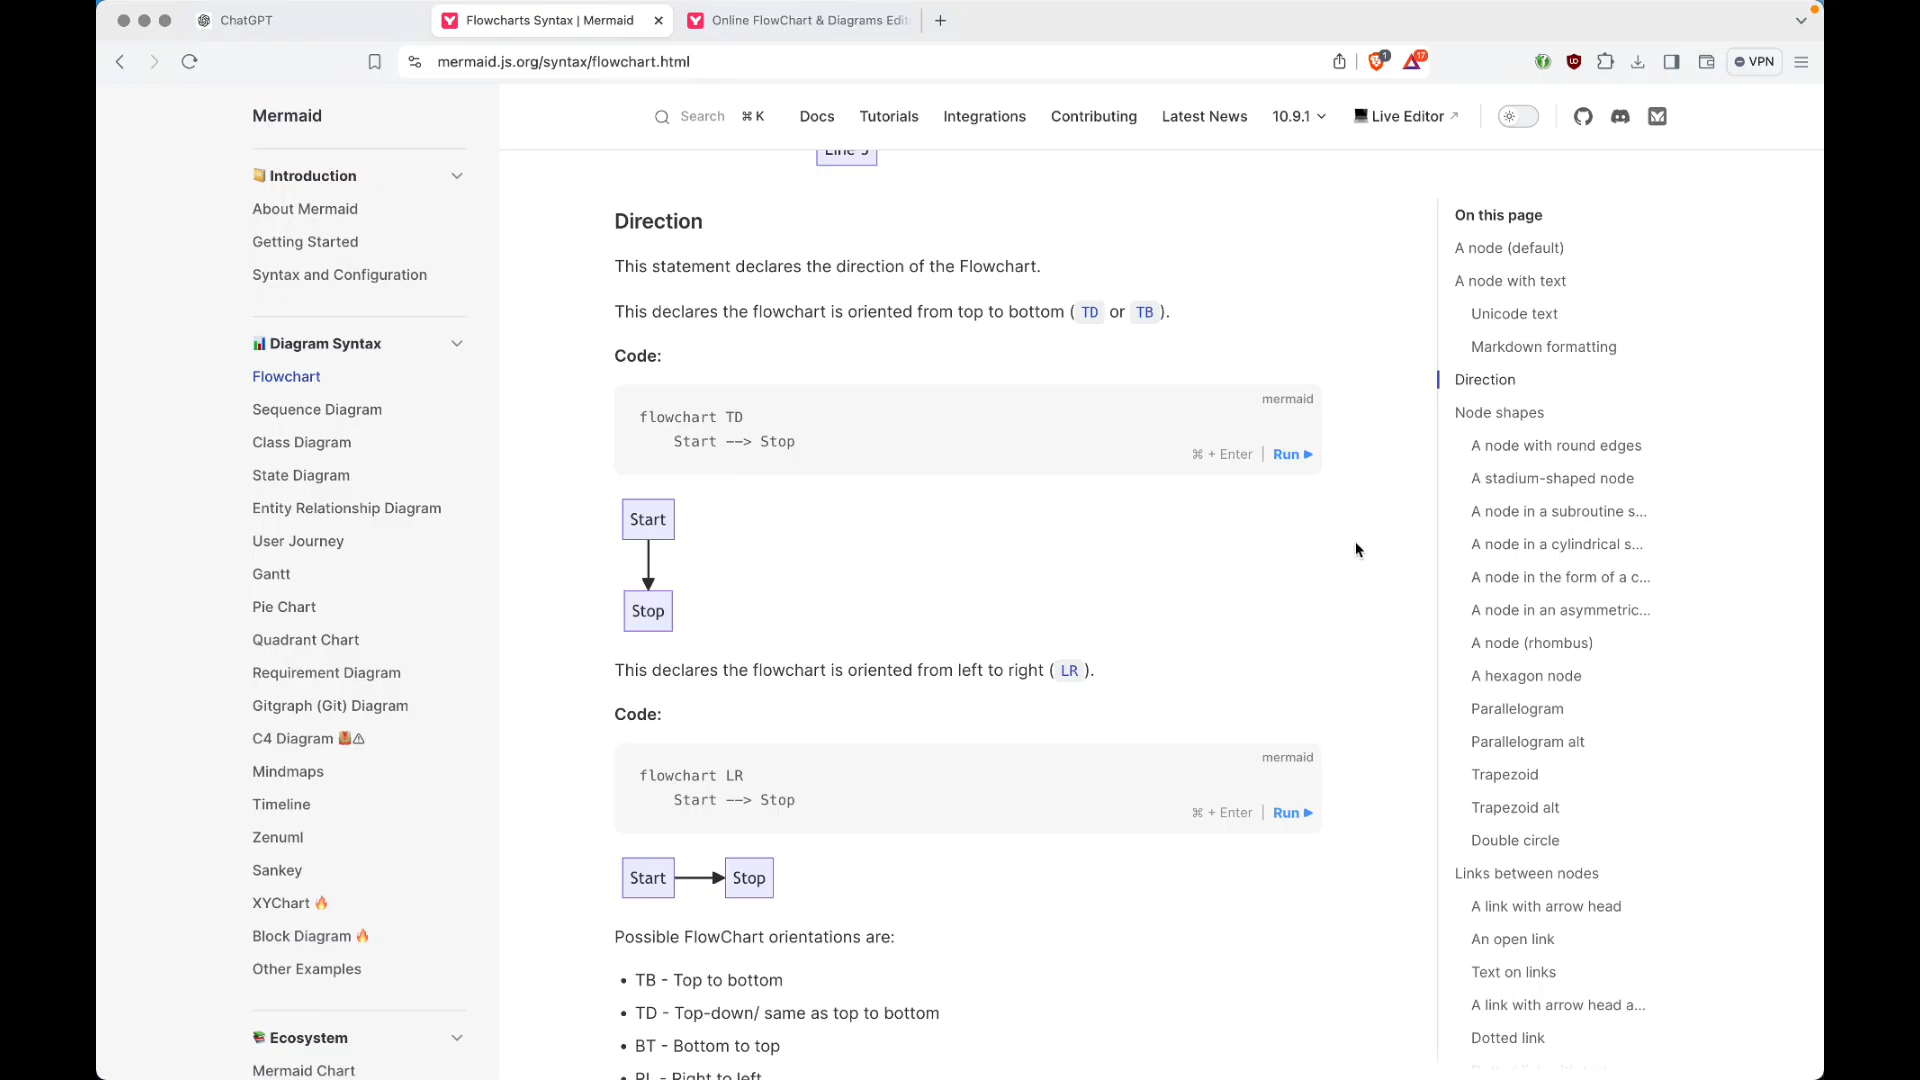 ChatGPT
Flowcharts Syntax | Mermaid
Online FlowChart & Diagrams Edit
mermaid.js.org/syntax/flowchart.html
1
17
VPN
Mermaid
Search ⌘ K
Docs
Tutorials
Integrations
Contributing
Latest News
10.9.1
Live Editor
Introduction
About Mermaid
Getting Started
Syntax and Configuration
Diagram Syntax
Flowchart
Sequence Diagram
Class Diagram
State Diagram
Entity Relationship Diagram
User Journey
Gantt
Pie Chart
Quadrant Chart
Requirement Diagram
Gitgraph (Git) Diagram
C4 Diagram 🦺⚠
Mindmaps
Timeline
Zenuml
Sankey
XYChart 🔥
Block Diagram 🔥
Other Examples
Ecosystem
Mermaid Chart
Line 3
Direction
This statement declares the direction of the Flowchart.
This declares the flowchart is oriented from top to bottom ( TD or TB ).
Code:
mermaid
flowchart TD
Start --> Stop
⌘ + Enter | Run ▶
Start
Stop
This declares the flowchart is oriented from left to right ( LR ).
Code:
mermaid
flowchart LR
Start --> Stop
⌘ + Enter | Run ▶
Start
Stop
Possible FlowChart orientations are:
• TB - Top to bottom
• TD - Top-down/ same as top to bottom
• BT - Bottom to top
• RL - Right to left
On this page
A node (default)
A node with text
Unicode text
Markdown formatting
Direction
Node shapes
A node with round edges
A stadium-shaped node
A node in a subroutine s...
A node in a cylindrical s...
A node in the form of a c...
A node in an asymmetric...
A node (rhombus)
A hexagon node
Parallelogram
Parallelogram alt
Trapezoid
Trapezoid alt
Double circle
Links between nodes
A link with arrow head
An open link
Text on links
A link with arrow head a...
Dotted link